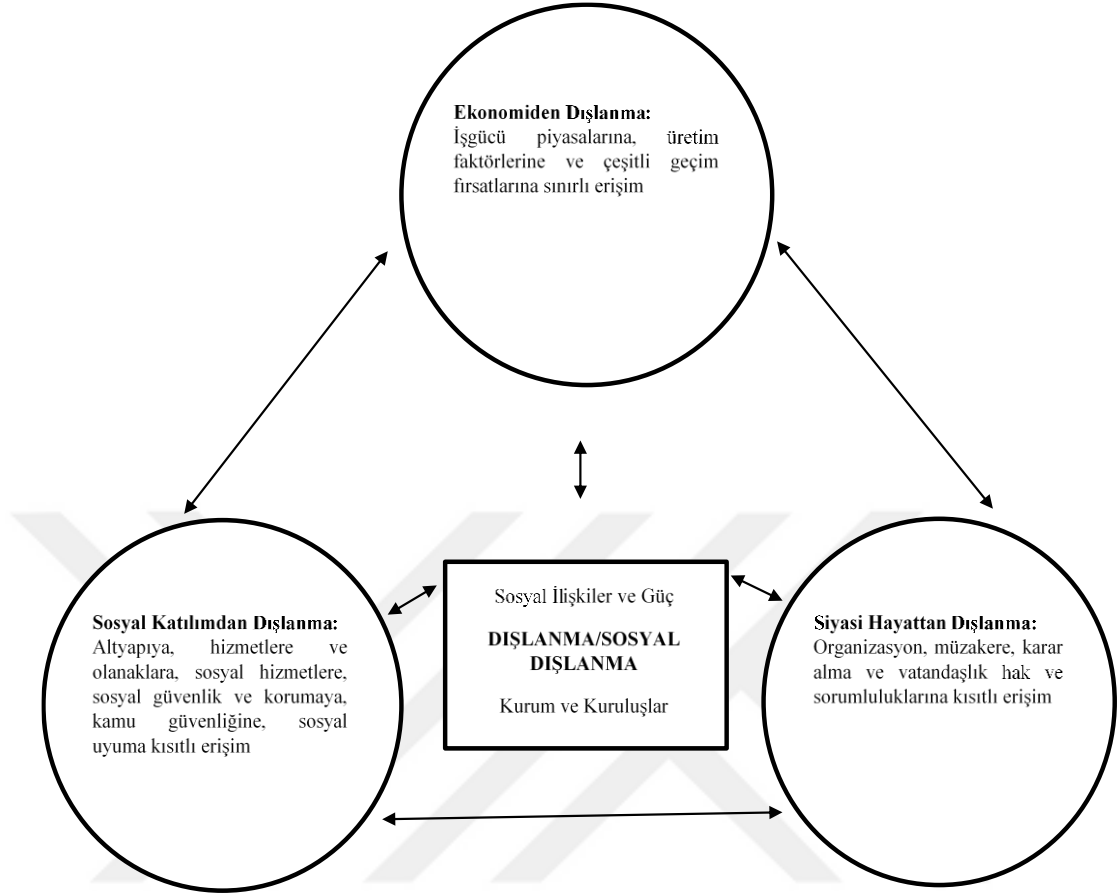 Ekonomiden Dışlanma:
İşgücü piyasalarına, üretim
faktörlerine ve çeşitli geçim
fırsatlarına sınırlı erişim
Sosyal Katılımdan Dışlanma:
Altyapıya, hizmetlere ve
olanaklara, sosyal hizmetlere,
sosyal güvenlik ve korumaya,
kamu güvenliğine, sosyal
uyuma kısıtlı erişim
Sosyal İlişkiler ve Güç
DIŞLANMA/SOSYAL
DIŞLANMA
Kurum ve Kuruluşlar
Siyasi Hayattan Dışlanma:
Organizasyon, müzakere, karar
alma ve vatandaşlık hak ve
sorumluluklarına kısıtlı erişim